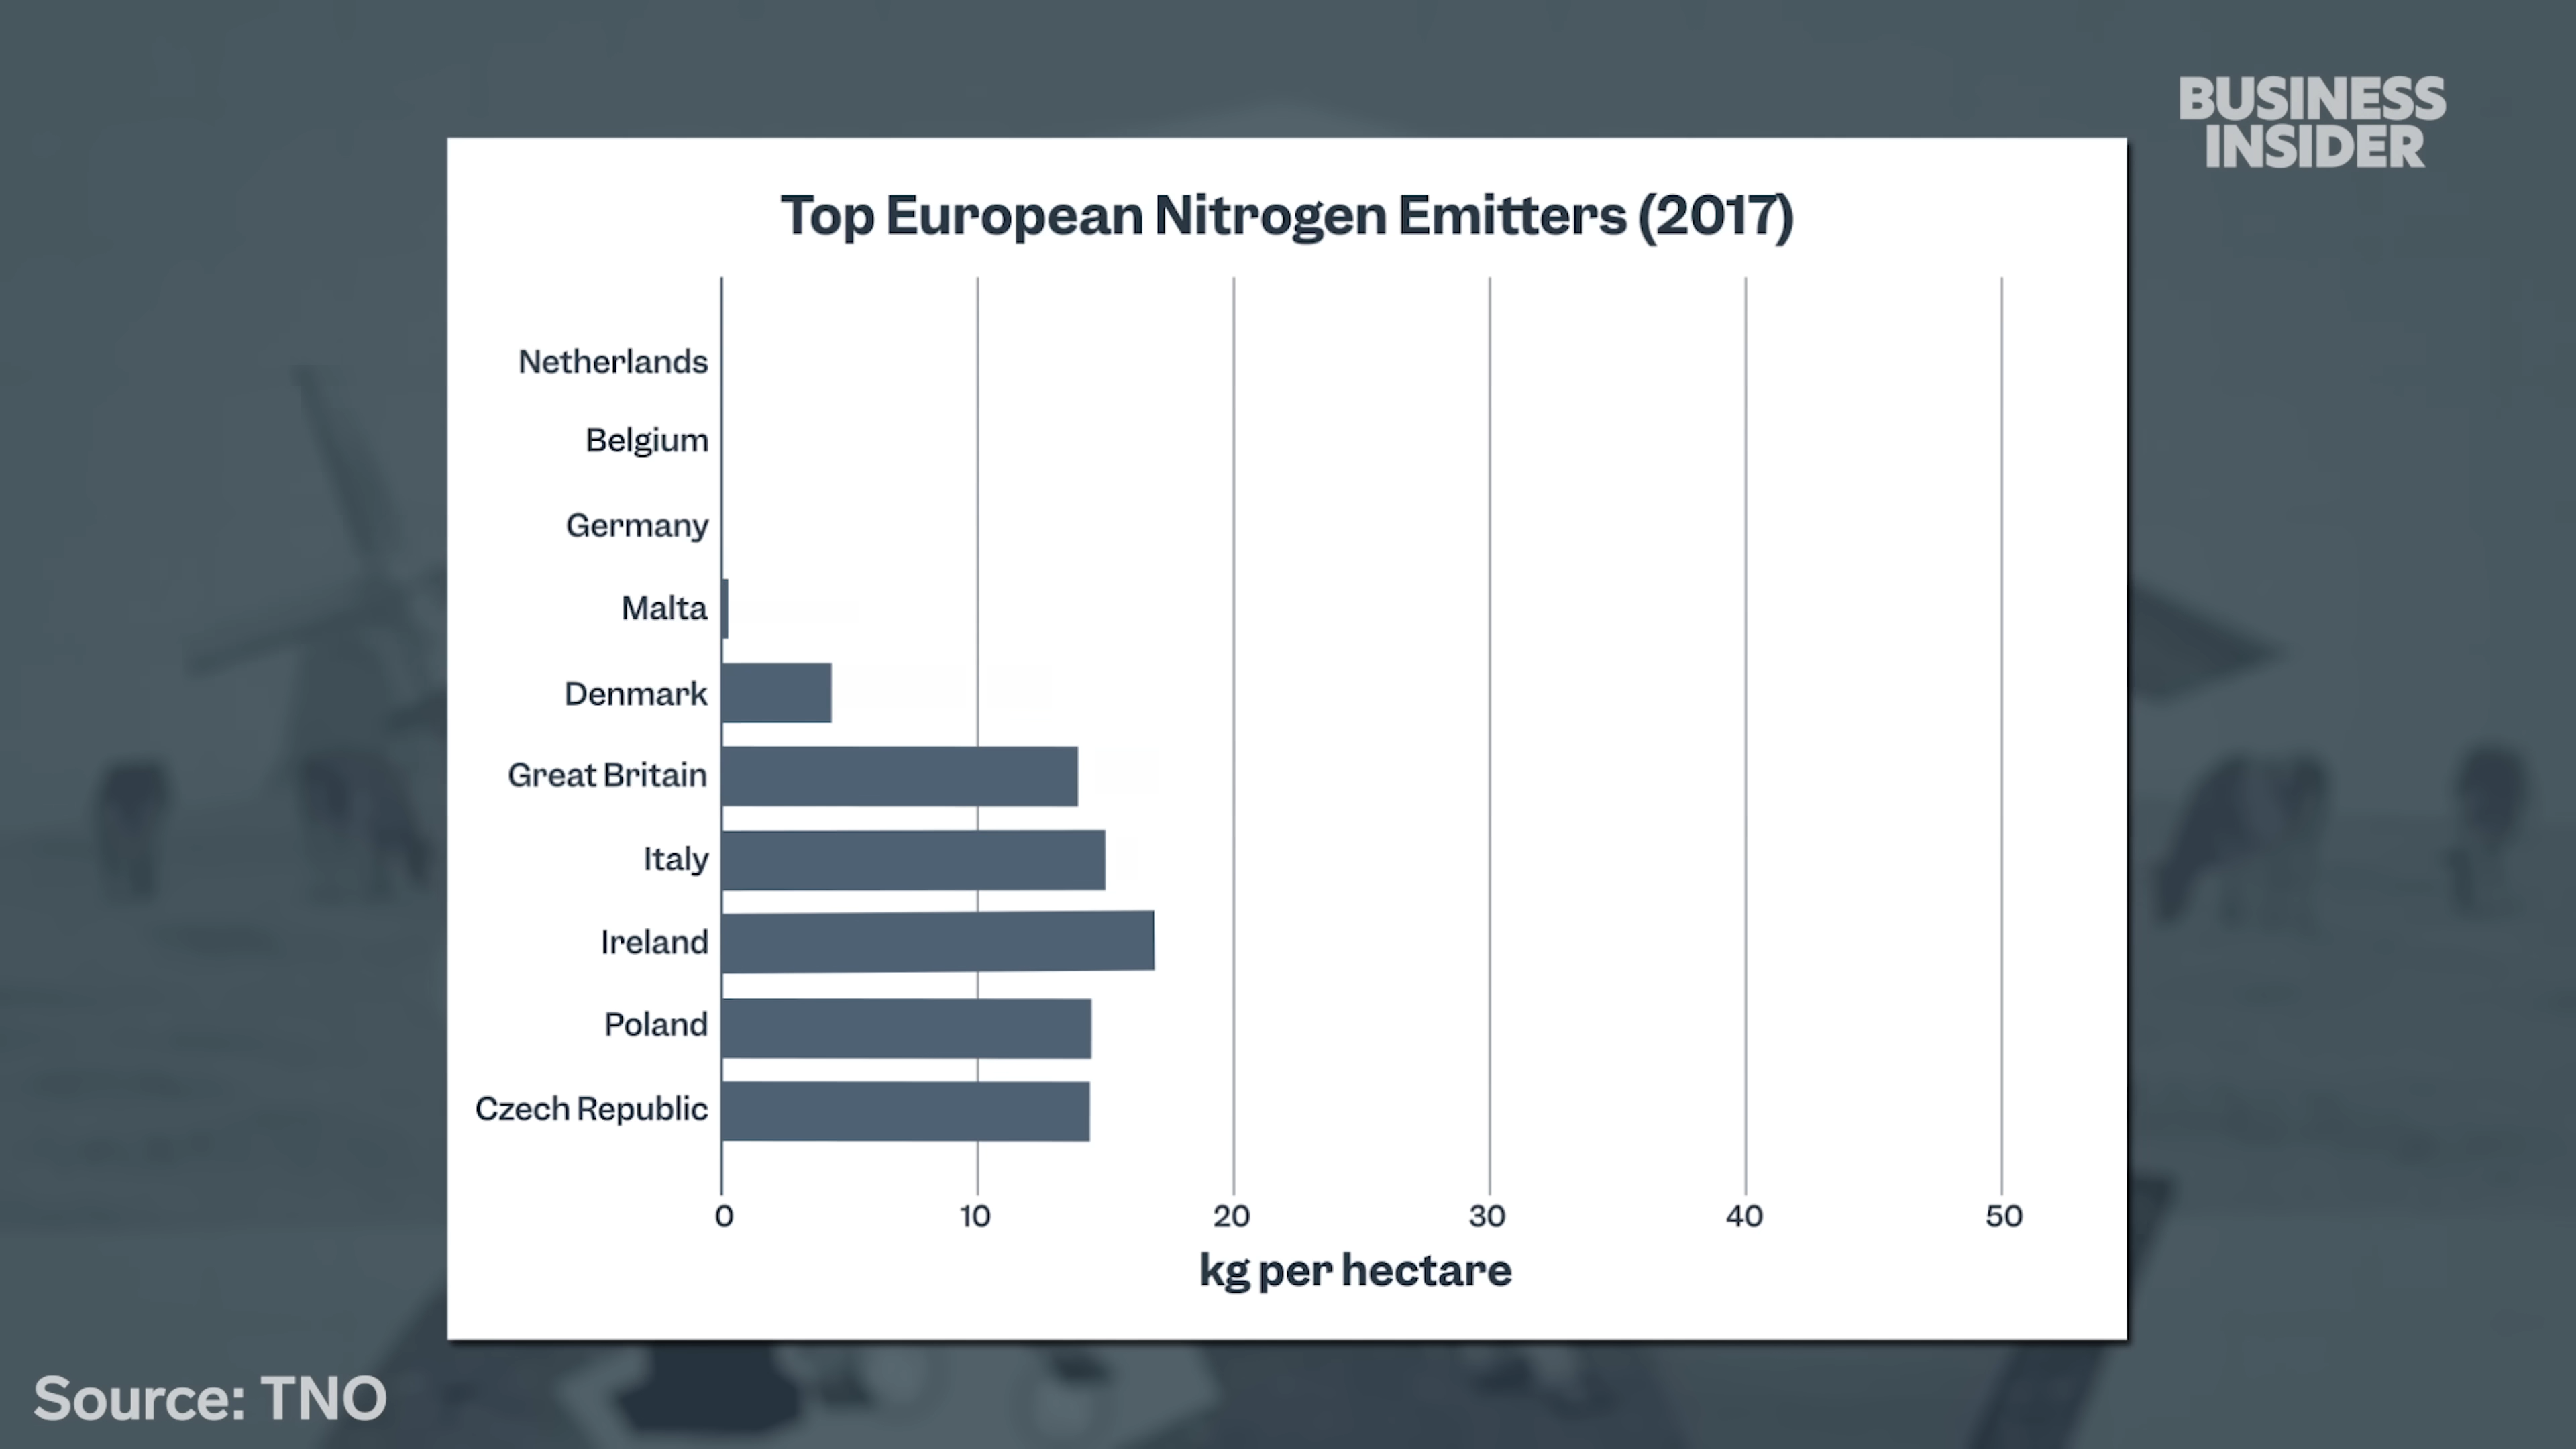 BUSINESS
INSIDER
Top European Nitrogen Emitters (2017)
Netherlands
Belgium
Germany
Malta
Denmark
Great Britain
Italy
Ireland
Poland
Czech Republic
0 10 20 30 40 50
kg per hectare
Source: TNO